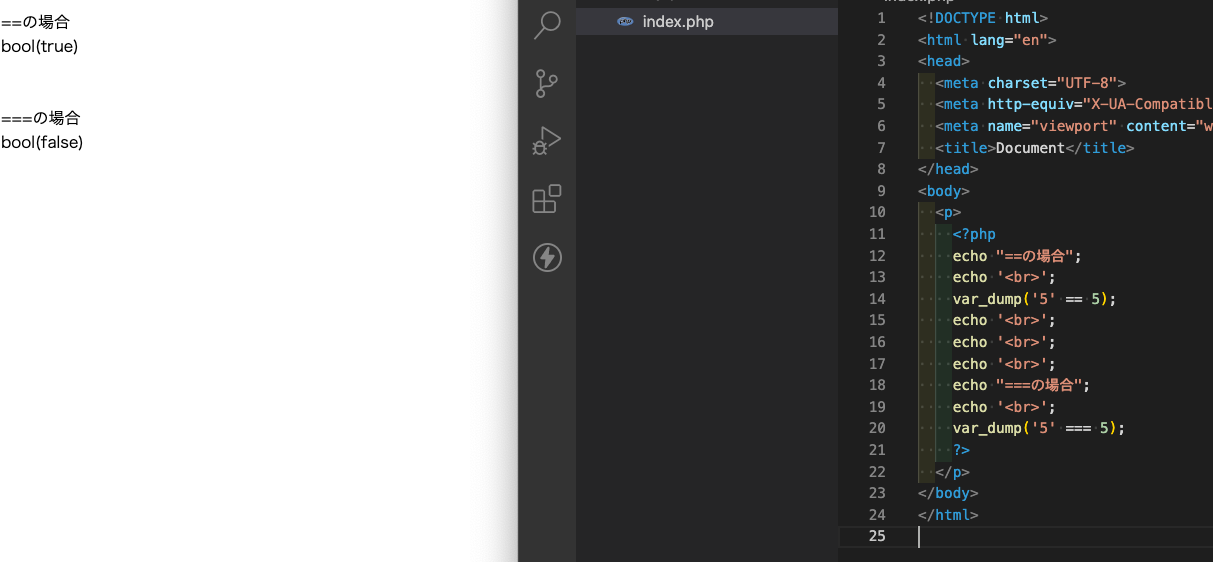 ==の場合
bool(true)
===の場合
bool(false)
index.php
1 <!DOCTYPE html>
2 <html lang="en">
3 <head>
4 <meta charset="UTF-8">
5 <meta http-equiv="X-UA-Compatibl
6 <meta name="viewport" content="w
7 <title>Document</title>
8 </head>
9 <body>
10 <p>
11 <?php
12 echo "==の場合";
13 echo '<br>';
14 var_dump('5' == 5);
15 echo '<br>';
16 echo '<br>';
17 echo '<br>';
18 echo "===の場合";
19 echo '<br>';
20 var_dump('5' === 5);
21 ?>
22 </p>
23 </body>
24 </html>
25